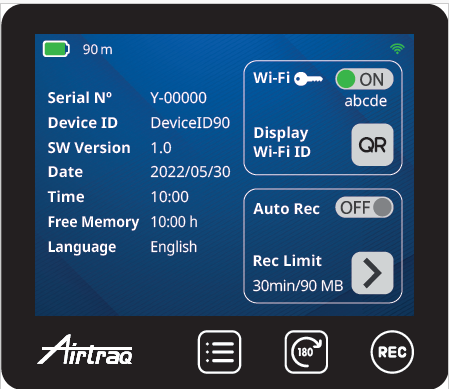 90 m
Serial Nº Y-00000
Device ID DeviceID90
SW Version 1.0
Date 2022/05/30
Time 10:00
Free Memory 10:00 h
Language English
Wi-Fi ON
abcde
Display
Wi-Fi ID
QR
Auto Rec OFF
Rec Limit
30min/90 MB
Airtraq
180°
REC